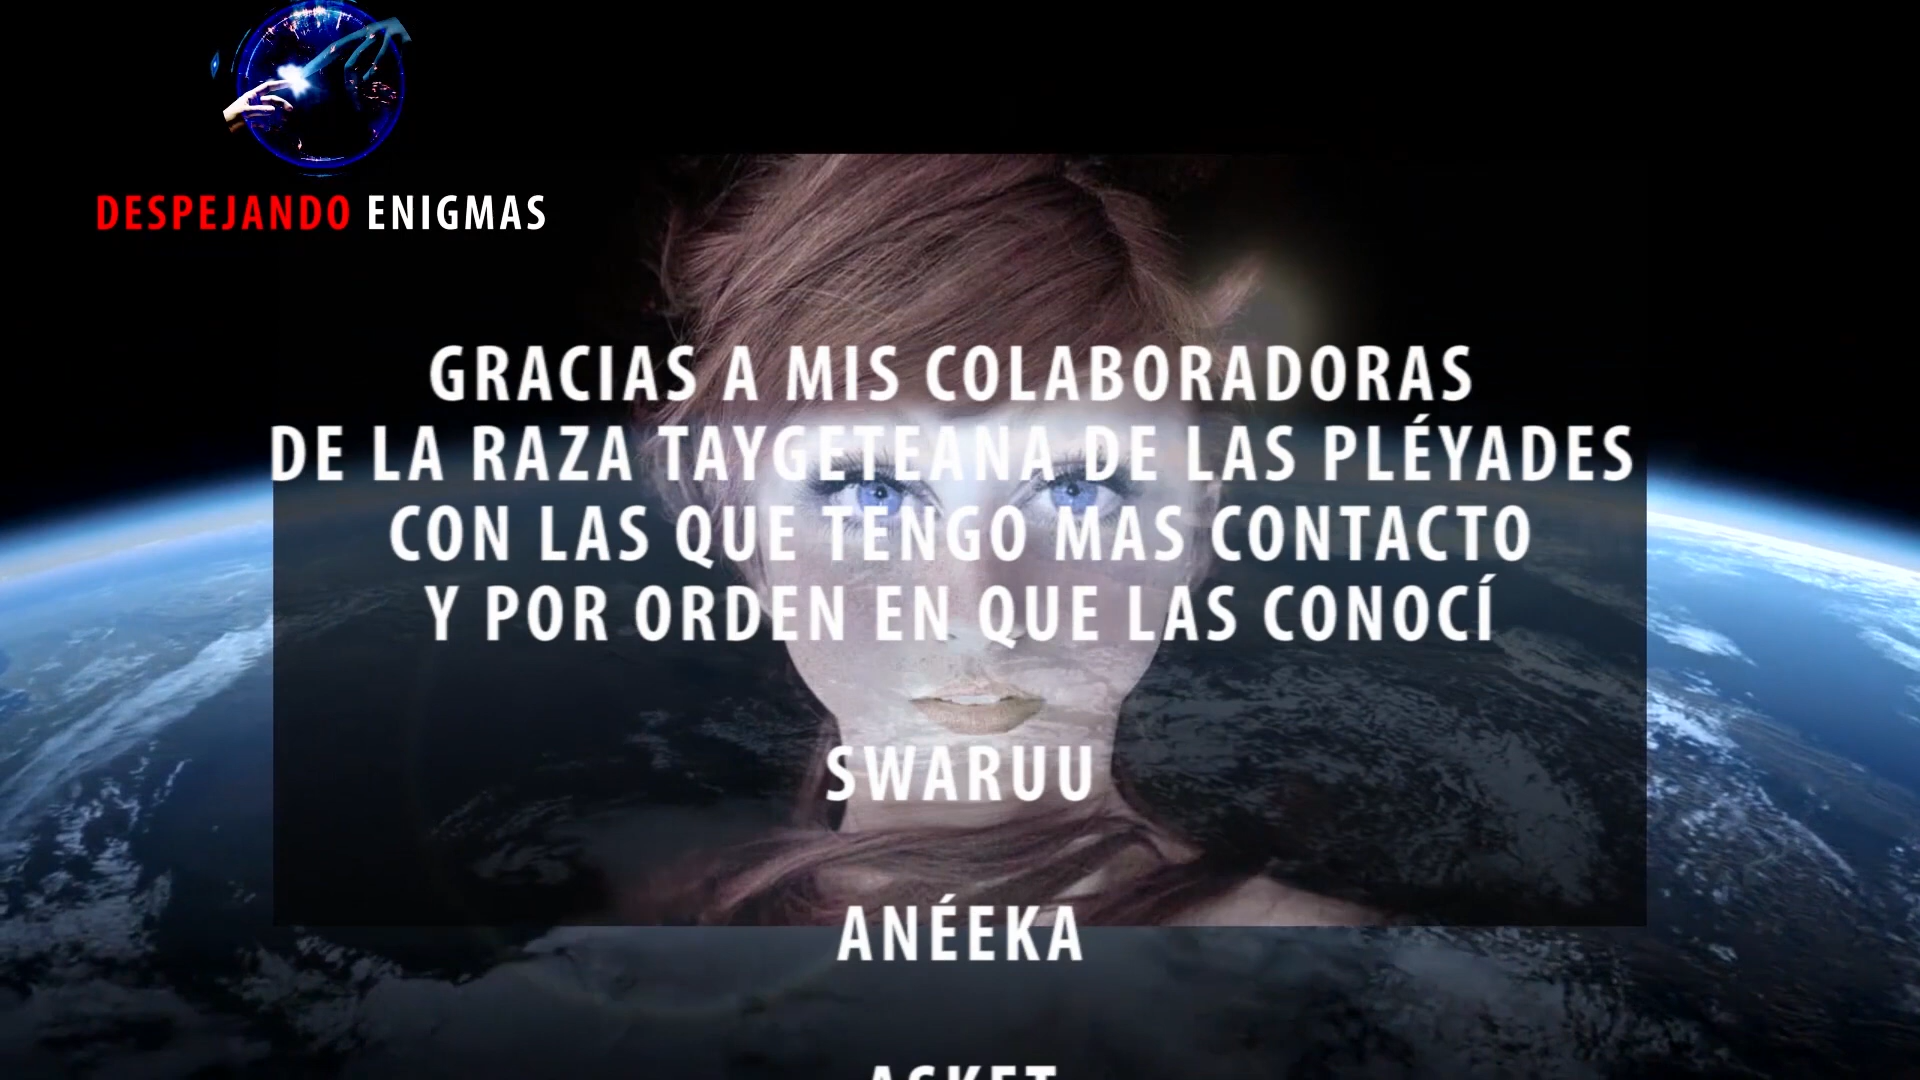 DESPEJANDO ENIGMAS
GRACIAS A MIS COLABORADORAS
DE LA RAZA TAYGETEANA DE LAS PLÉYADES
CON LAS QUE TENGO MAS CONTACTO
Y POR ORDEN EN QUE LAS CONOCÍ
SWARUU
ANÉEKA
ASKET